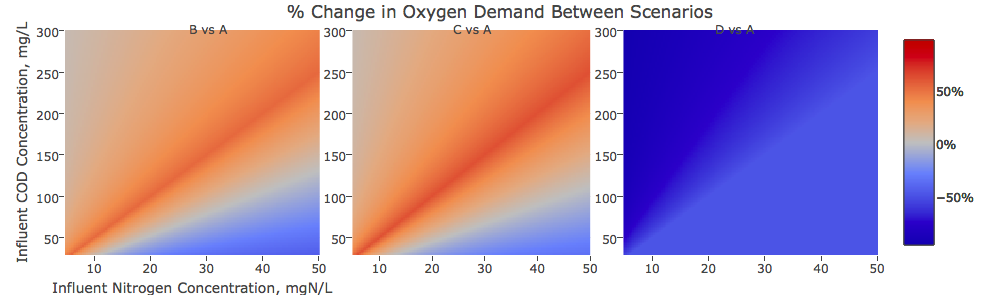 % Change in Oxygen Demand Between Scenarios
B vs A
C vs A
D vs A
Influent COD Concentration, mg/L
300
250
200
150
100
50
300
250
200
150
100
50
300
250
200
150
100
50
50%
0%
−50%
10 20 30 40 50
10 20 30 40 50
10 20 30 40 50
Influent Nitrogen Concentration, mgN/L